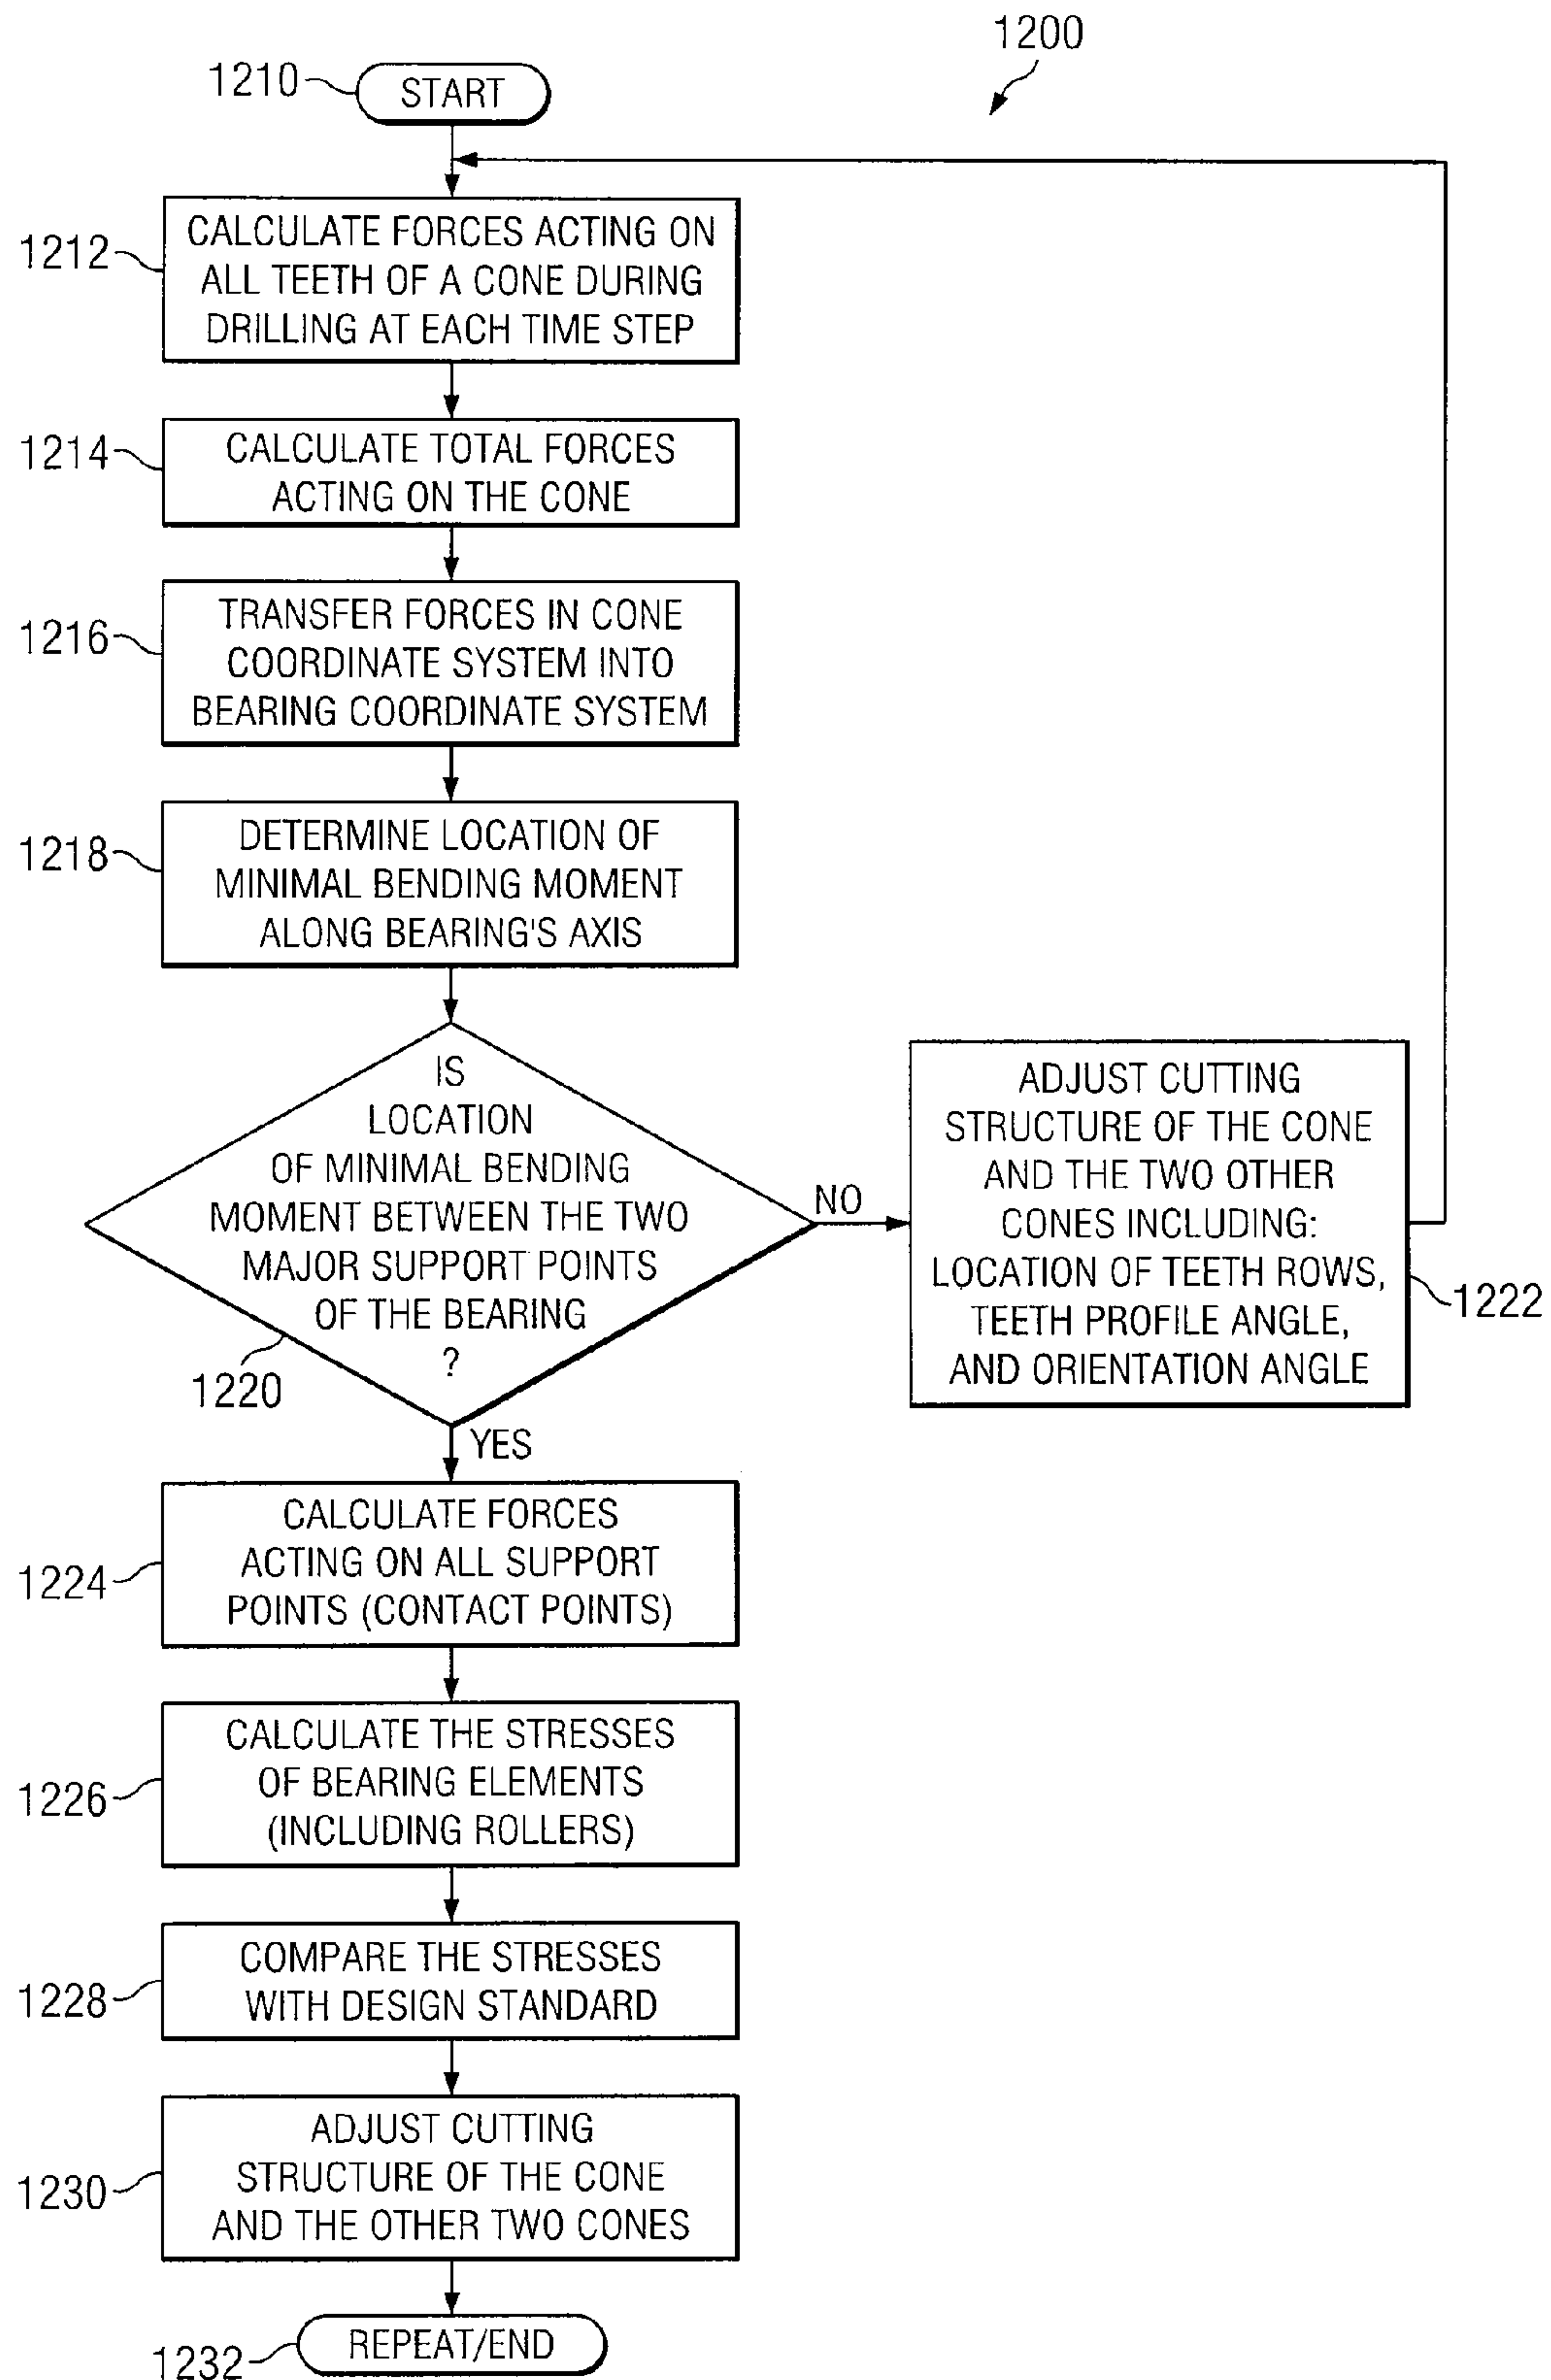 1200
1210
START
1212
CALCULATE FORCES ACTING ON
ALL TEETH OF A CONE DURING
DRILLING AT EACH TIME STEP
1214
CALCULATE TOTAL FORCES
ACTING ON THE CONE
1216
TRANSFER FORCES IN CONE
COORDINATE SYSTEM INTO
BEARING COORDINATE SYSTEM
1218
DETERMINE LOCATION OF
MINIMAL BENDING MOMENT
ALONG BEARING'S AXIS
IS
LOCATION
OF MINIMAL BENDING
MOMENT BETWEEN THE TWO
MAJOR SUPPORT POINTS
OF THE BEARING
?
1220
NO
ADJUST CUTTING
STRUCTURE OF THE CONE
AND THE TWO OTHER
CONES INCLUDING:
LOCATION OF TEETH ROWS,
TEETH PROFILE ANGLE,
AND ORIENTATION ANGLE
1222
YES
1224
CALCULATE FORCES
ACTING ON ALL SUPPORT
POINTS (CONTACT POINTS)
1226
CALCULATE THE STRESSES
OF BEARING ELEMENTS
(INCLUDING ROLLERS)
1228
COMPARE THE STRESSES
WITH DESIGN STANDARD
1230
ADJUST CUTTING
STRUCTURE OF THE CONE
AND THE OTHER TWO CONES
1232
REPEAT/END